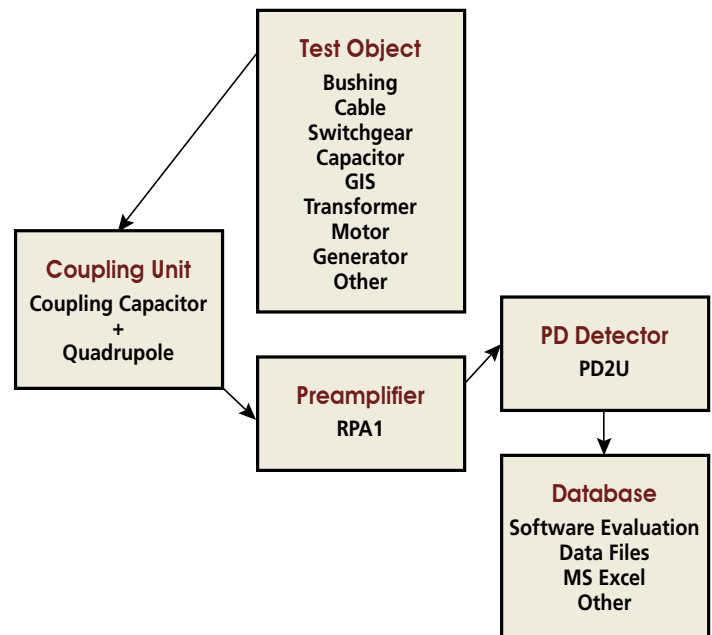 Test Object
Bushing
Cable
Switchgear
Capacitor
GIS
Transformer
Motor
Generator
Other
Coupling Unit
Coupling Capacitor
+
Quadrupole
Preamplifier
RPA1
PD Detector
PD2U
Database
Software Evaluation
Data Files
MS Excel
Other